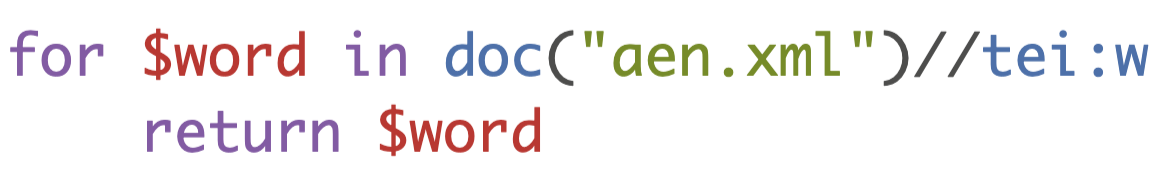 for $word in doc("aen.xml")//tei:w
    return $word